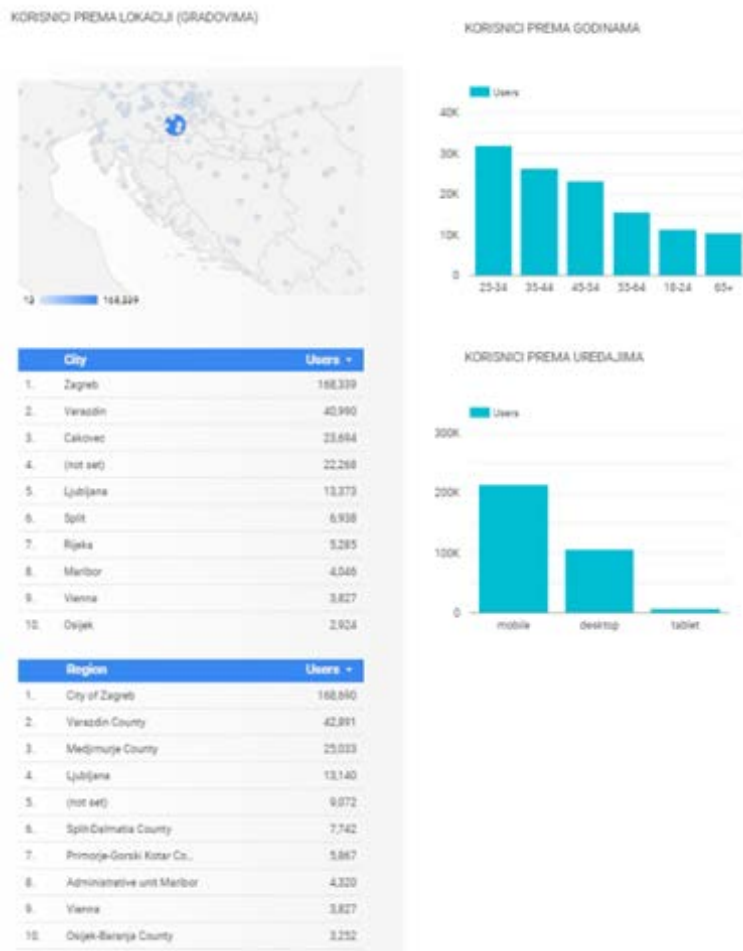 KORISNICI PREMA LOKACIJI (GRADOVIMA)
168,339
City Users
1. Zagreb 168,339
2. Varazdin 40,990
3. Cakovec 23,694
4. (not set) 22,268
5. Ljubljana 13,373
6. Split 6,938
7. Rijeka 5,285
8. Maribor 4,046
9. Vienna 3,827
10. Osijek 2,924
Region Users
1. City of Zagreb 168,690
2. Varazdin County 42,891
3. Medjimurje County 25,033
4. Ljubljana 13,140
5. (not set) 9,072
6. Split-Dalmatia County 7,742
7. Primorje-Gorski Kotar Co...
5,867
8. Administrative unit Maribor 4,320
9. Vienna 3,827
10. Osijek-Baranja County 3,252
KORISNICI PREMA GODINAMA
Users
40K
30K
20K
10K
0
25-34 35-44 45-54 55-64 18-24 65+
KORISNICI PREMA UREĐAJIMA
Users
300K
200K
100K
0
mobile desktop tablet